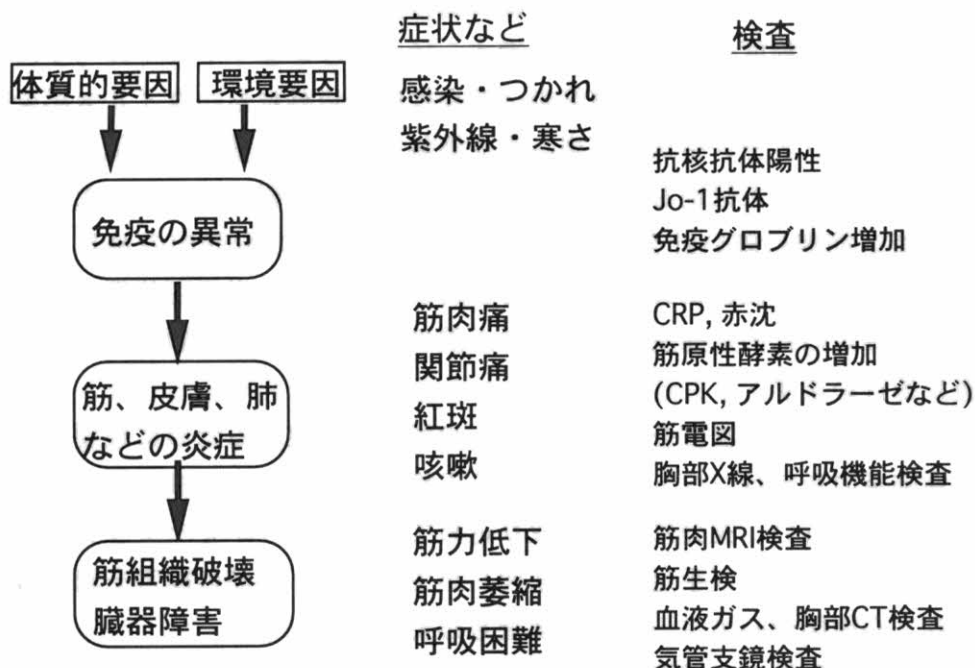 症状など
検査
体質的要因
環境要因
感染・つかれ
紫外線・寒さ
抗核抗体陽性
Jo-1抗体
免疫グロブリン増加
免疫の異常
筋肉痛
関節痛
紅斑
咳嗽
CRP, 赤沈
筋原性酵素の増加
(CPK, アルドラーゼなど)
筋電図
胸部X線、呼吸機能検査
筋、皮膚、肺
などの炎症
筋力低下
筋肉萎縮
呼吸困難
筋肉MRI検査
筋生検
血液ガス、胸部CT検査
気管支鏡検査
筋組織破壊
臓器障害